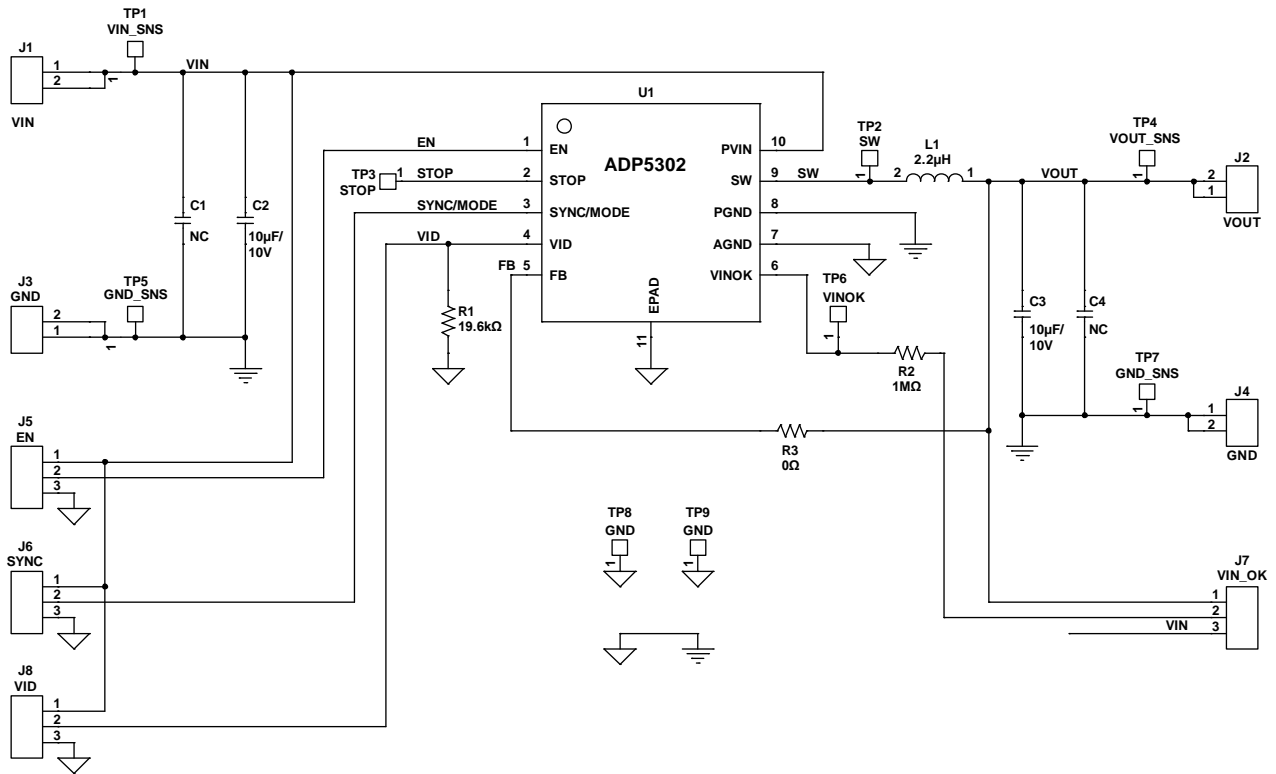 TP1
VIN_SNS
J1
1
2
1
VIN
VIN
C1
NC
C2
10µF/
10V
J3
GND
2
1
TP5
GND_SNS
1
U1
ADP5302
EN
1
EN
TP3
STOP
1
STOP
2
STOP
SYNC/MODE
3
SYNC/MODE
VID
4
VID
FB
5
FB
EPAD
11
PVIN
10
SW
9
SW
PGND
8
AGND
7
VINOK
6
R1
19.6kΩ
TP2
SW
1
L1
2.2µH
2
1
VOUT
TP4
VOUT_SNS
1
J2
2
1
VOUT
TP6
VINOK
1
R2
1MΩ
R3
0Ω
C3
10µF/
10V
C4
NC
TP7
GND_SNS
1
J4
1
2
GND
J5
EN
1
2
3
J6
SYNC
1
2
3
J8
VID
1
2
3
TP8
GND
1
TP9
GND
1
J7
VIN_OK
1
2
VIN
3